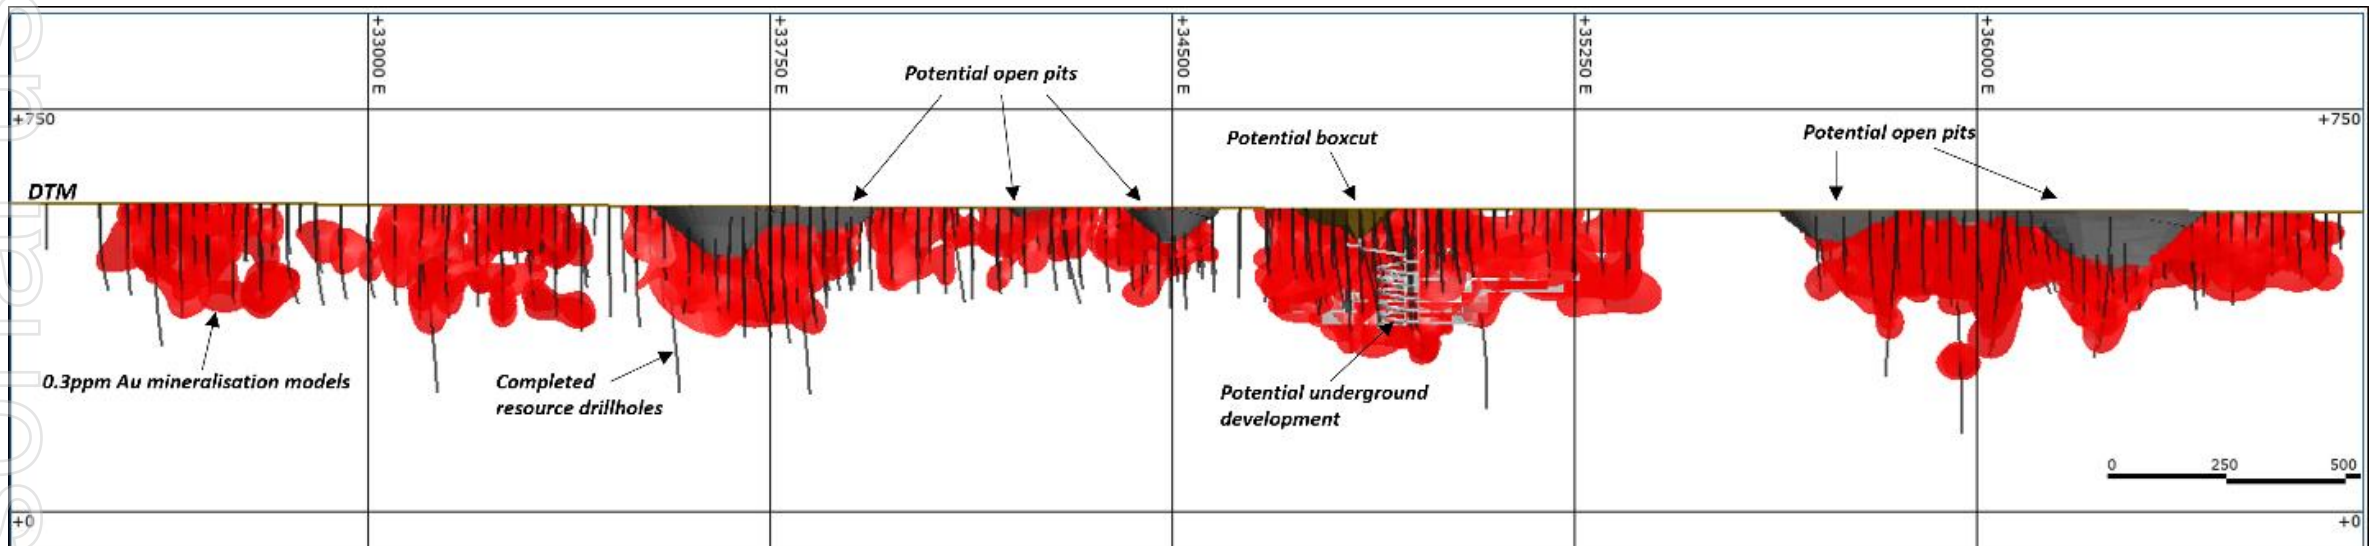 +33000 E
+33750 E
+34500 E
+35250 E
+36000 E
Potential open pits
+750
+750
Potential boxcut
Potential open pits
DTM
0.3ppm Au mineralisation models
Completed
resource drillholes
Potential underground
development
0
250
500
+0
+0